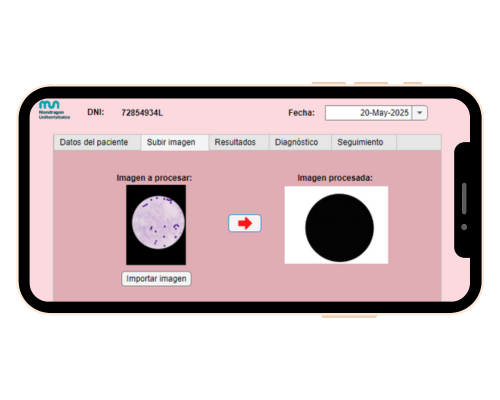 Mondragon
Unibertsitatea
DNI: 72854934L
Fecha: 20-May-2025
Datos del paciente Subir imagen Resultados Diagnóstico Seguimiento
Imagen a procesar: Imagen procesada:
Importar imagen